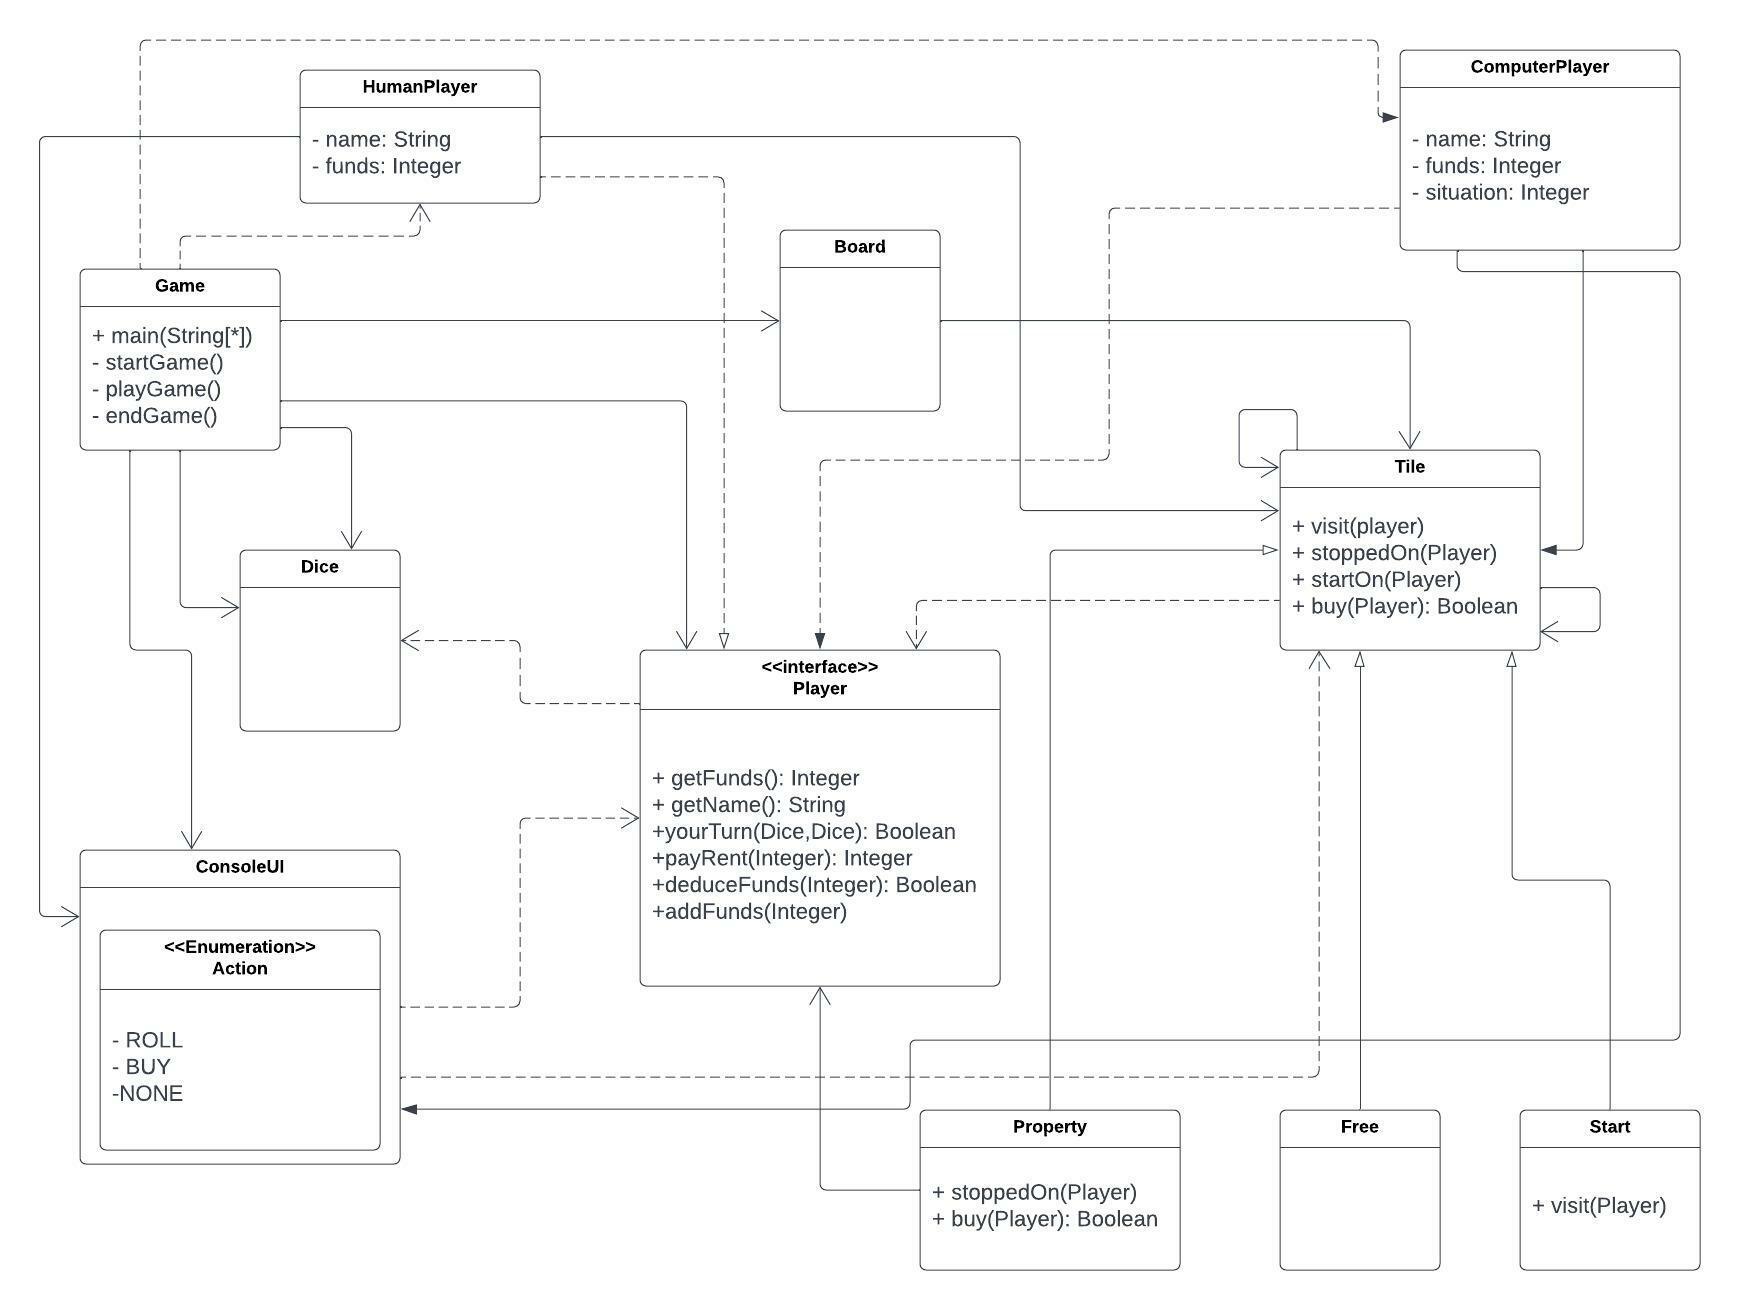 HumanPlayer
- name: String
- funds: Integer
ComputerPlayer
- name: String
- funds: Integer
- situation: Integer
Board
Game
+ main(String[*])
- startGame()
- playGame()
- endGame()
Tile
+ visit(player)
+ stoppedOn(Player)
+ startOn(Player)
+ buy(Player): Boolean
Dice
<<interface>>
Player
+ getFunds(): Integer
+ getName(): String
+yourTurn(Dice,Dice): Boolean
+payRent(Integer): Integer
+deduceFunds(Integer): Boolean
+addFunds(Integer)
ConsoleUI
<<Enumeration>>
Action
- ROLL
- BUY
-NONE
Property
+ stoppedOn(Player)
+ buy(Player): Boolean
Free
Start
+ visit(Player)